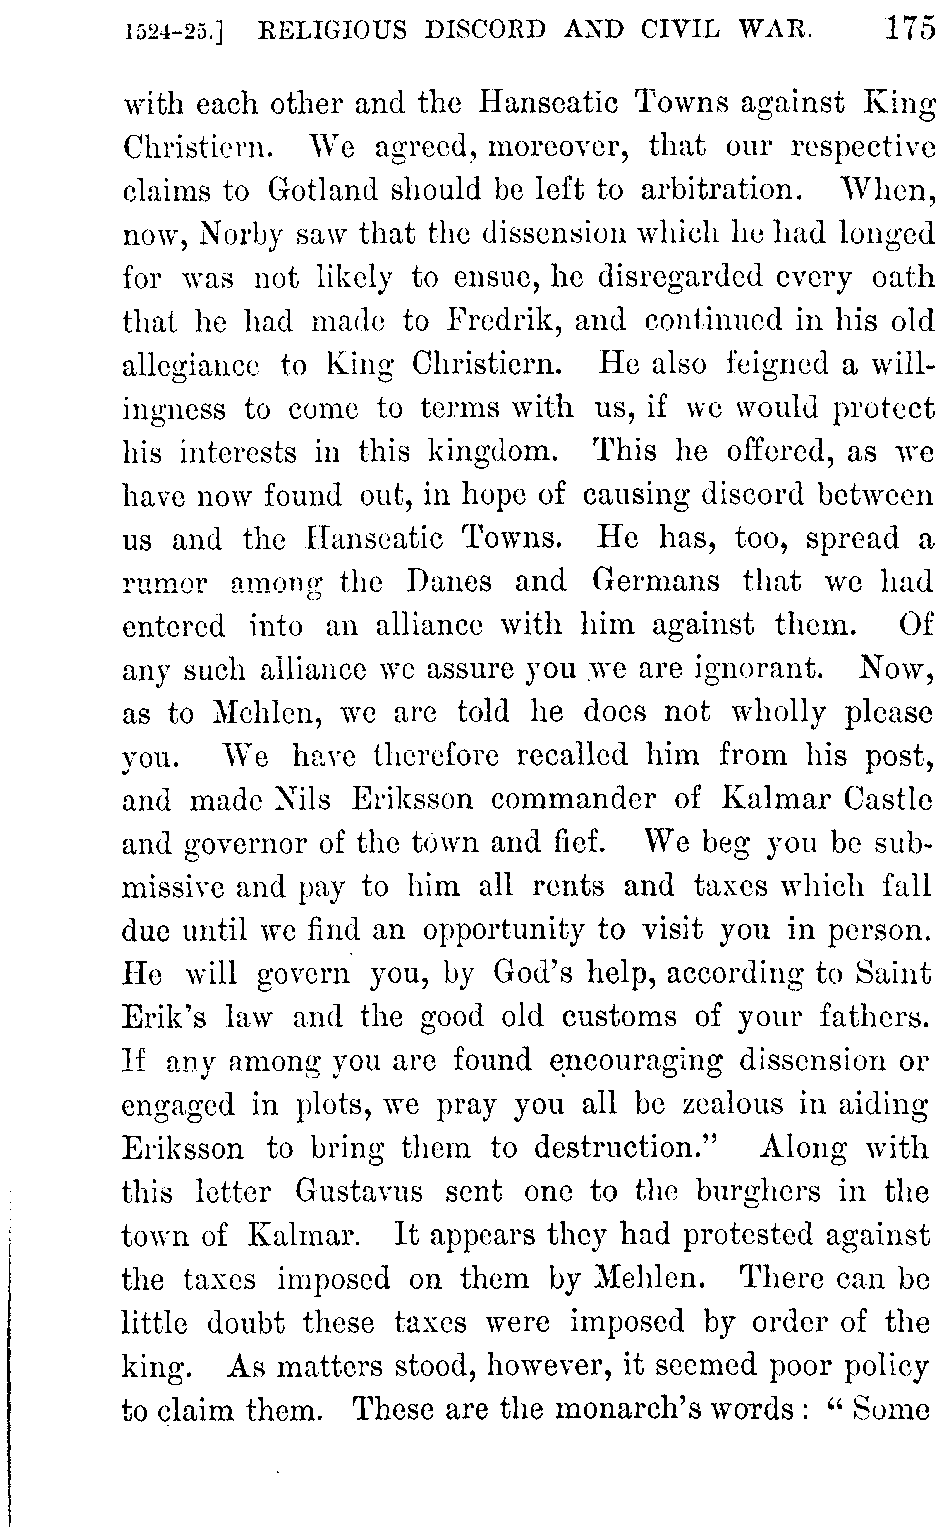 1524-25.] RELIGIOUS DISCORD AND CIVIL WAR. 175
with each other and the Hanseatic Towns against King
Christiern. We agreed, moreover, that our respective
claims to Gotland should be left to arbitration. When,
now, Norby saw that the dissension which he had longed
for was not likely to ensue, he disregarded every oath
that he had made to Fredrik, and continued in his old
allegiance to King Christiern. He also feigned a will-
ingness to come to terms with us, if we would protect
his interests in this kingdom. This he offered, as we
have now found out, in hope of causing discord between
us and the Hanseatic Towns. He has, too, spread a
rumor among the Danes and Germans that we had
entered into an alliance with him against them. Of
any such alliance we assure you we are ignorant. Now,
as to Mehlen, we are told he does not wholly please
you. We have therefore recalled him from his post,
and made Nils Eriksson commander of Kalmar Castle
and governor of the town and fief. We beg you be sub-
missive and pay to him all rents and taxes which fall
due until we find an opportunity to visit you in person.
He will govern you, by God's help, according to Saint
Erik's law and the good old customs of your fathers.
If any among you are found encouraging dissension or
engaged in plots, we pray you all be zealous in aiding
Eriksson to bring them to destruction." Along with
this letter Gustavus sent one to the burghers in the
town of Kalmar. It appears they had protested against
the taxes imposed on them by Mehlen. There can be
little doubt these taxes were imposed by order of the
king. As matters stood, however, it seemed poor policy
to claim them. These are the monarch's words: " Some